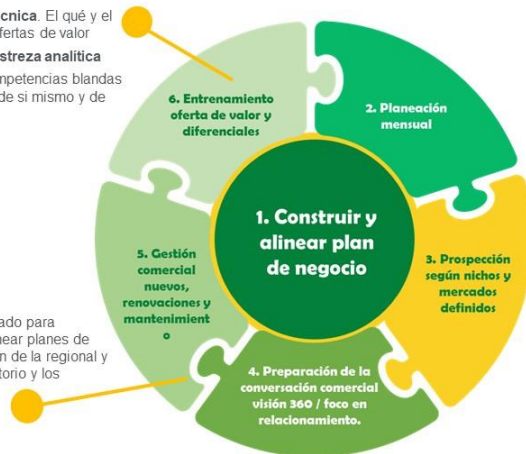 cnica. El qué y el
fertas de valor
streza analítica
mpetencias blandas
de si mismo y de
6. Entrenamiento
oferta de valor y
diferenciales
2. Planeación
mensual
1. Construir y
alinear plan
de negocio
3. Prospección
según nichos y
mercados
definidos
5. Gestión
comercial
nuevos,
renovaciones y
mantenimient
o
4. Preparación de la
conversación comercial
visión 360 / foco en
relacionamiento.
ado para
near planes de
n de la regional y
torio y los